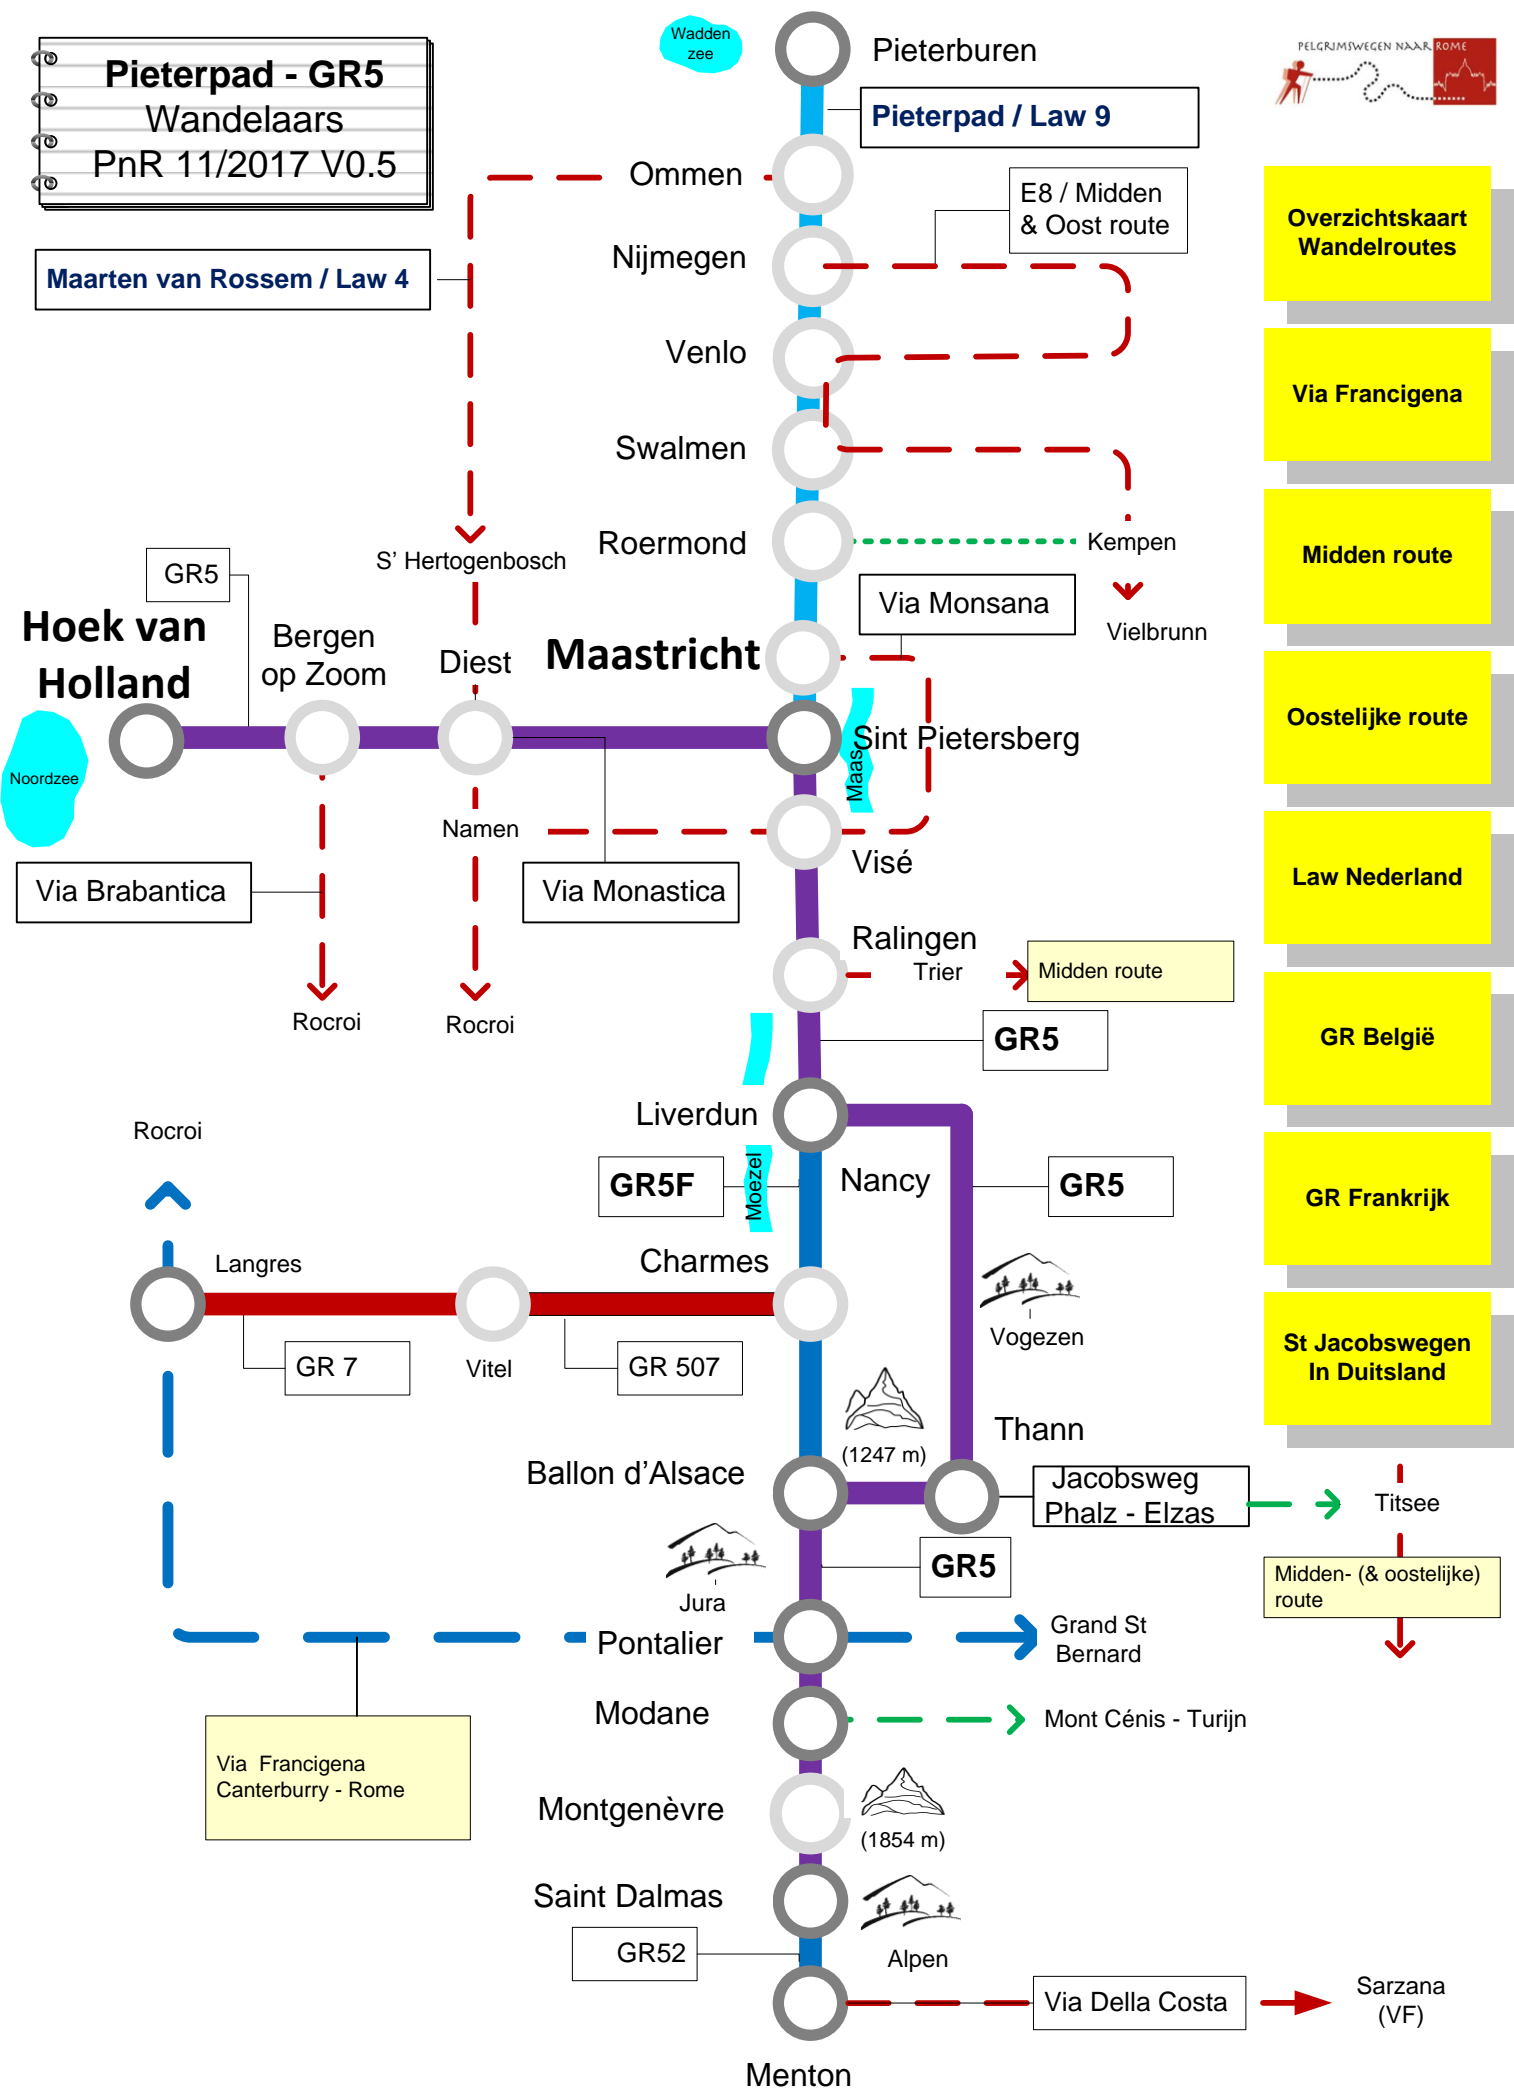 Pieterpad - GR5
Wandelaars
PnR 11/2017 V0.5
Wadden
zee
Pieterburen
PELGRIMSWEGEN NAAR ROME
Pieterpad / Law 9
Ommen
E8 / Midden
& Oost route
Nijmegen
Maarten van Rossem / Law 4
Venlo
Swalmen
Roermond
Kempen
S' Hertogenbosch
GR5
Via Monsana
Vielbrunn
Hoek van
Holland
Bergen
op Zoom
Diest
Maastricht
Sint Pietersberg
Maas
Noordzee
Namen
Visé
Via Brabantica
Via Monastica
Ralingen
Trier
Midden route
Rocroi
Rocroi
GR5
Liverdun
Rocroi
GR5F
Moezel
Nancy
GR5
Langres
Charmes
Vogezen
GR 7
Vitel
GR 507
(1247 m)
Thann
Ballon d'Alsace
Jacobsweg
Phalz - Elzas
Titsee
GR5
Midden- (& oostelijke)
route
Jura
Pontalier
Grand St
Bernard
Modane
Mont Cénis - Turijn
Via Francigena
Canterburry - Rome
Montgenèvre
(1854 m)
Saint Dalmas
GR52
Alpen
Via Della Costa
Sarzana
(VF)
Menton
Overzichtskaart
Wandelroutes
Via Francigena
Midden route
Oostelijke route
Law Nederland
GR België
GR Frankrijk
St Jacobswegen
In Duitsland